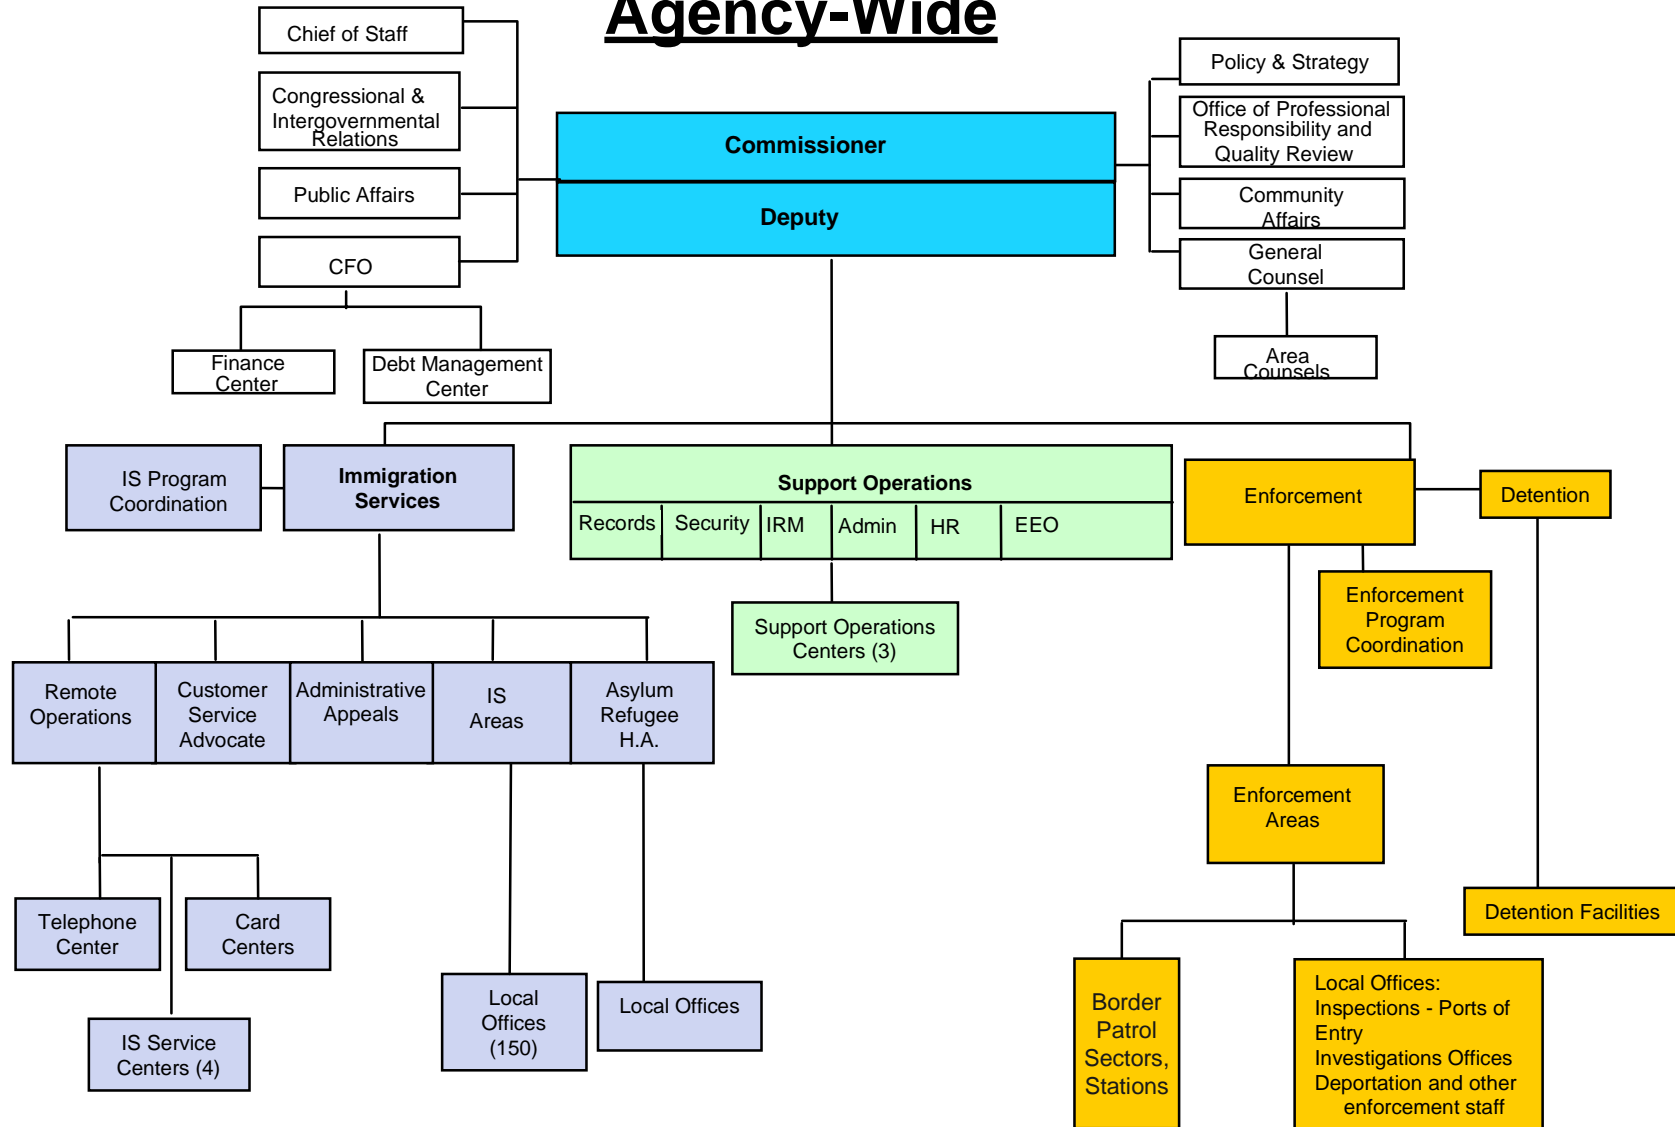 Agency-Wide
Chief of Staff
Congressional &
Intergovernmental
Relations
Public Affairs
CFO
Finance
Center
Debt Management
Center
Commissioner
Deputy
Policy & Strategy
Office of Professional
Responsibility and
Quality Review
Community
Affairs
General
Counsel
Area
Counsels
IS Program
Coordination
Immigration
Services
Support Operations
Records Security IRM Admin HR EEO
Support Operations
Centers (3)
Enforcement
Detention
Enforcement
Program
Coordination
Remote
Operations
Customer
Service
Advocate
Administrative
Appeals
IS
Areas
Asylum
Refugee
H.A.
Enforcement
Areas
Telephone
Center
Card
Centers
IS Service
Centers (4)
Local
Offices
(150)
Local Offices
Detention Facilities
Border
Patrol
Sectors,
Stations
Local Offices:
Inspections - Ports of
Entry
Investigations Offices
Deportation and other
enforcement staff